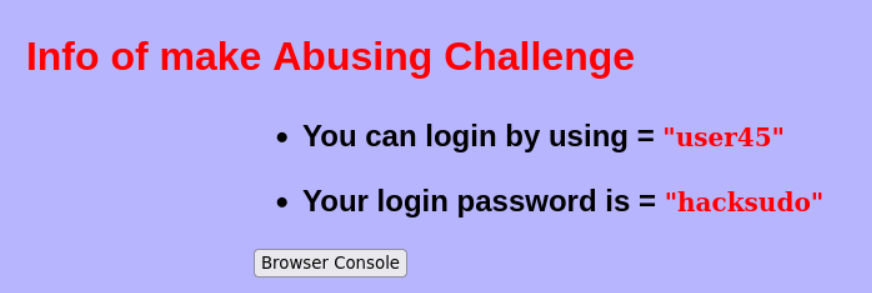 Info of make Abusing Challenge
• You can login by using = "user45"
• Your login password is = "hacksudo"
Browser Console